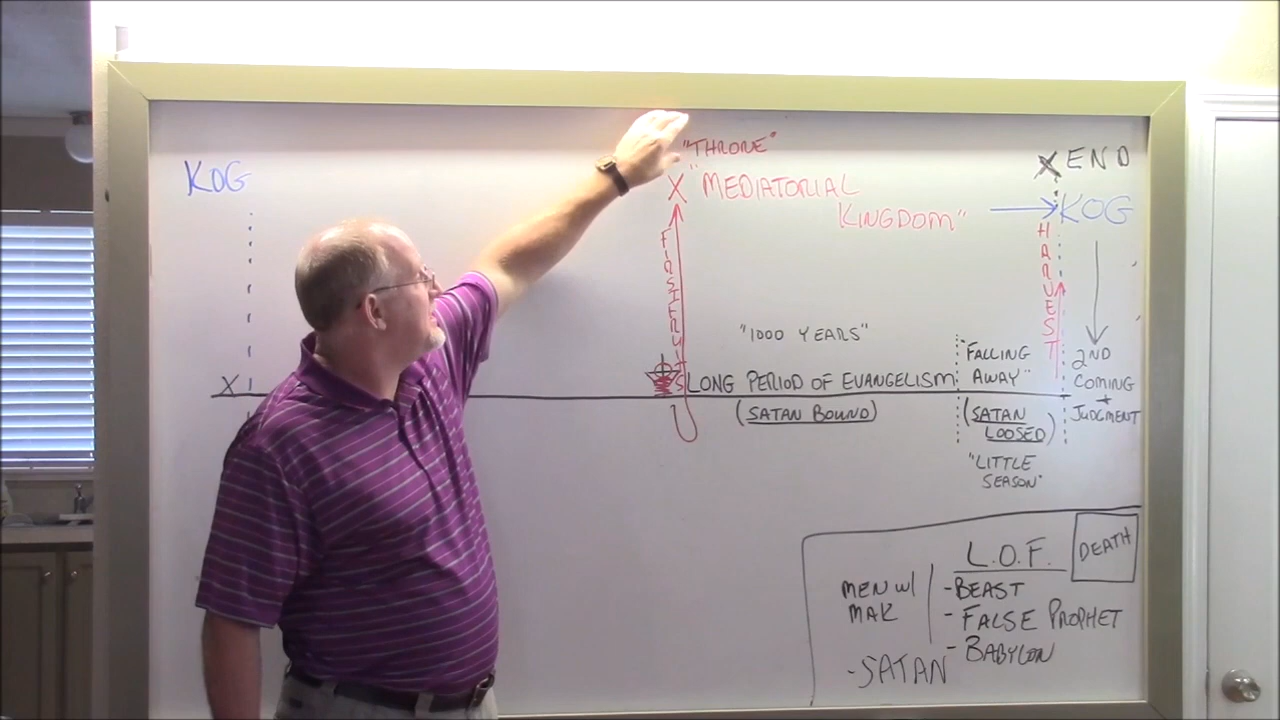 KOG
"THRONE"
X "MEDIATORIAL
KINGDOM"
X END
KOG
FIRSTFRUITS
HARVEST
"1000 YEARS"
X
LONG PERIOD OF EVANGELISM
(SATAN BOUND)
"FALLING
AWAY"
(SATAN
LOOSED)
"LITTLE
SEASON"
2ND
COMING
+
JUDGMENT
L.O.F.
DEATH
MEN W/
MAK
-BEAST
- FALSE PROPHET
- BABYLON
-SATAN